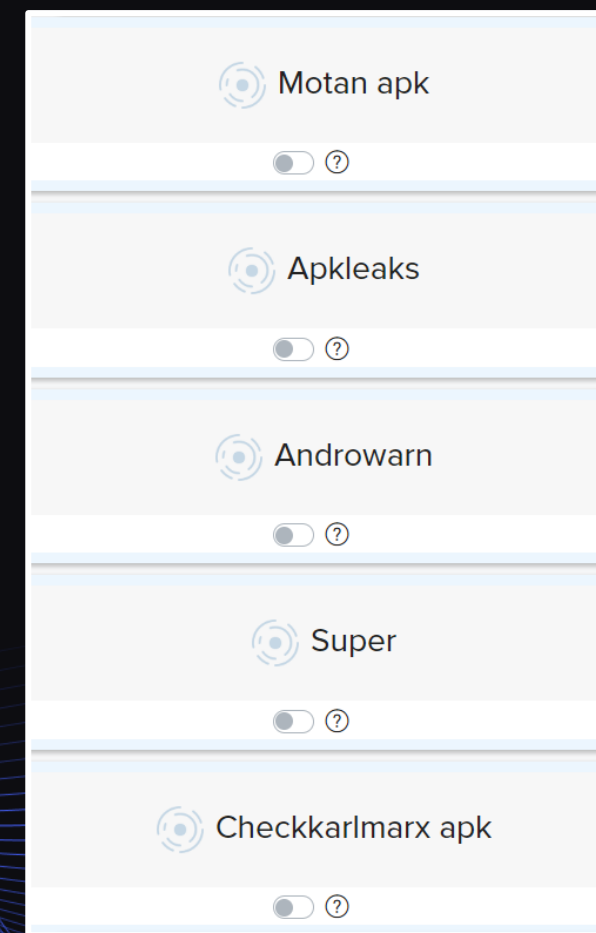 Motan apk
?
Apkleaks
?
Androwarn
?
Super
?
Checkkarlmarx apk
?